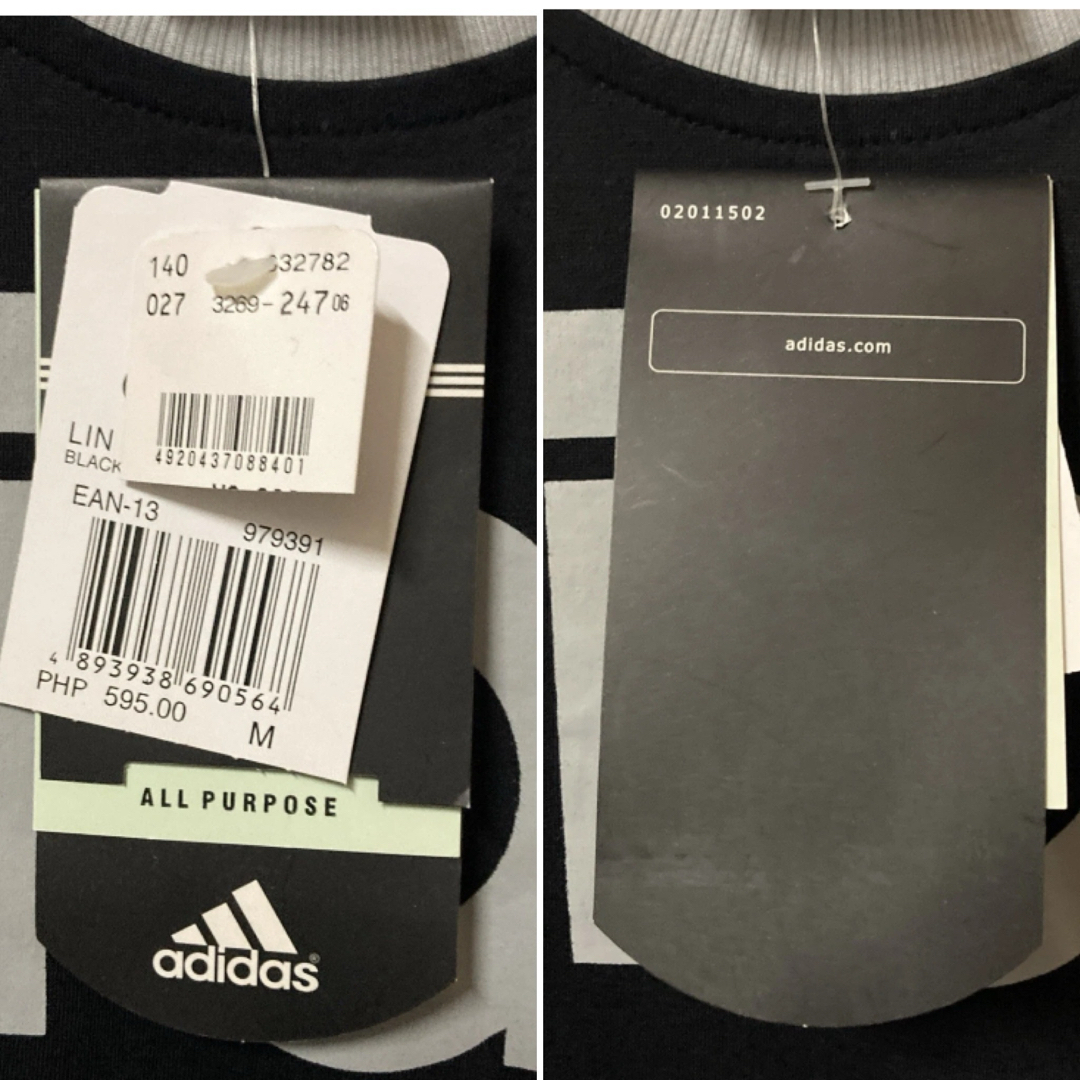 140 632782
027 3269-247 06
4920437088401
LIN
BLACK
EAN-13
979391
4 893938 690564
PHP 595.00
M
ALL PURPOSE
adidas®
02011502
adidas.com